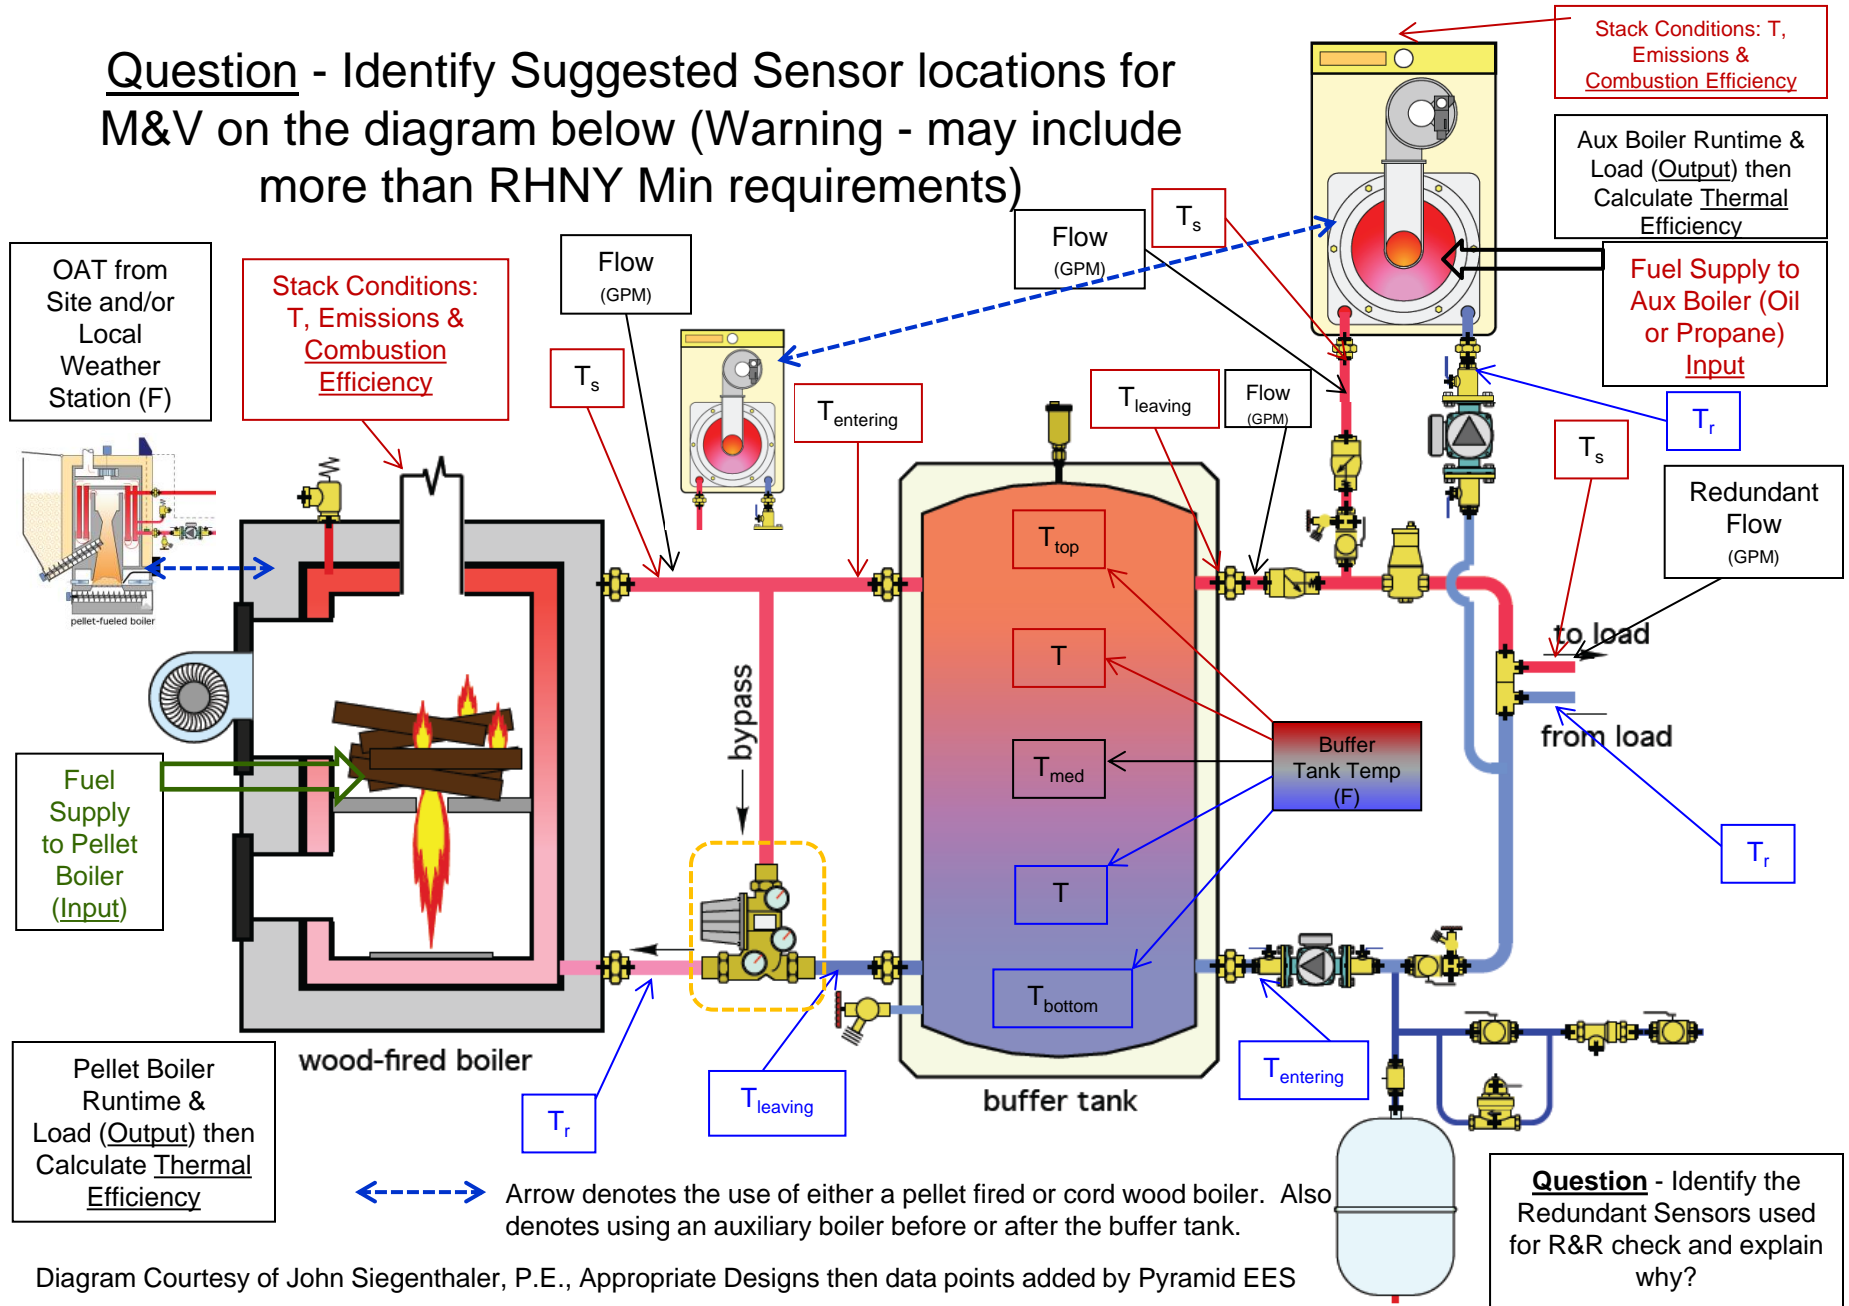 Question - Identify Suggested Sensor locations for
M&V on the diagram below (Warning - may include
more than RHNY Min requirements)
Stack Conditions: T,
Emissions &
Combustion Efficiency
Aux Boiler Runtime &
Load (Output) then
Calculate Thermal
Efficiency
Fuel Supply to
Aux Boiler (Oil
or Propane)
Input
OAT from
Site and/or
Local
Weather
Station (F)
Stack Conditions:
T, Emissions &
Combustion
Efficiency
Flow
(GPM)
Ts
Tentering
Flow
(GPM)
Ts
Tleaving
Flow
(GPM)
Tr
Ts
Redundant
Flow
(GPM)
pellet-fueled boiler
Ttop
T
Tmed
T
Tbottom
Buffer
Tank Temp
(F)
to load
from load
Tr
bypass
Fuel
Supply
to Pellet
Boiler
(Input)
wood-fired boiler
buffer tank
Tr
Tleaving
Tentering
Pellet Boiler
Runtime &
Load (Output) then
Calculate Thermal
Efficiency
Arrow denotes the use of either a pellet fired or cord wood boiler. Also
denotes using an auxiliary boiler before or after the buffer tank.
Question - Identify the
Redundant Sensors used
for R&R check and explain
why?
Diagram Courtesy of John Siegenthaler, P.E., Appropriate Designs then data points added by Pyramid EES